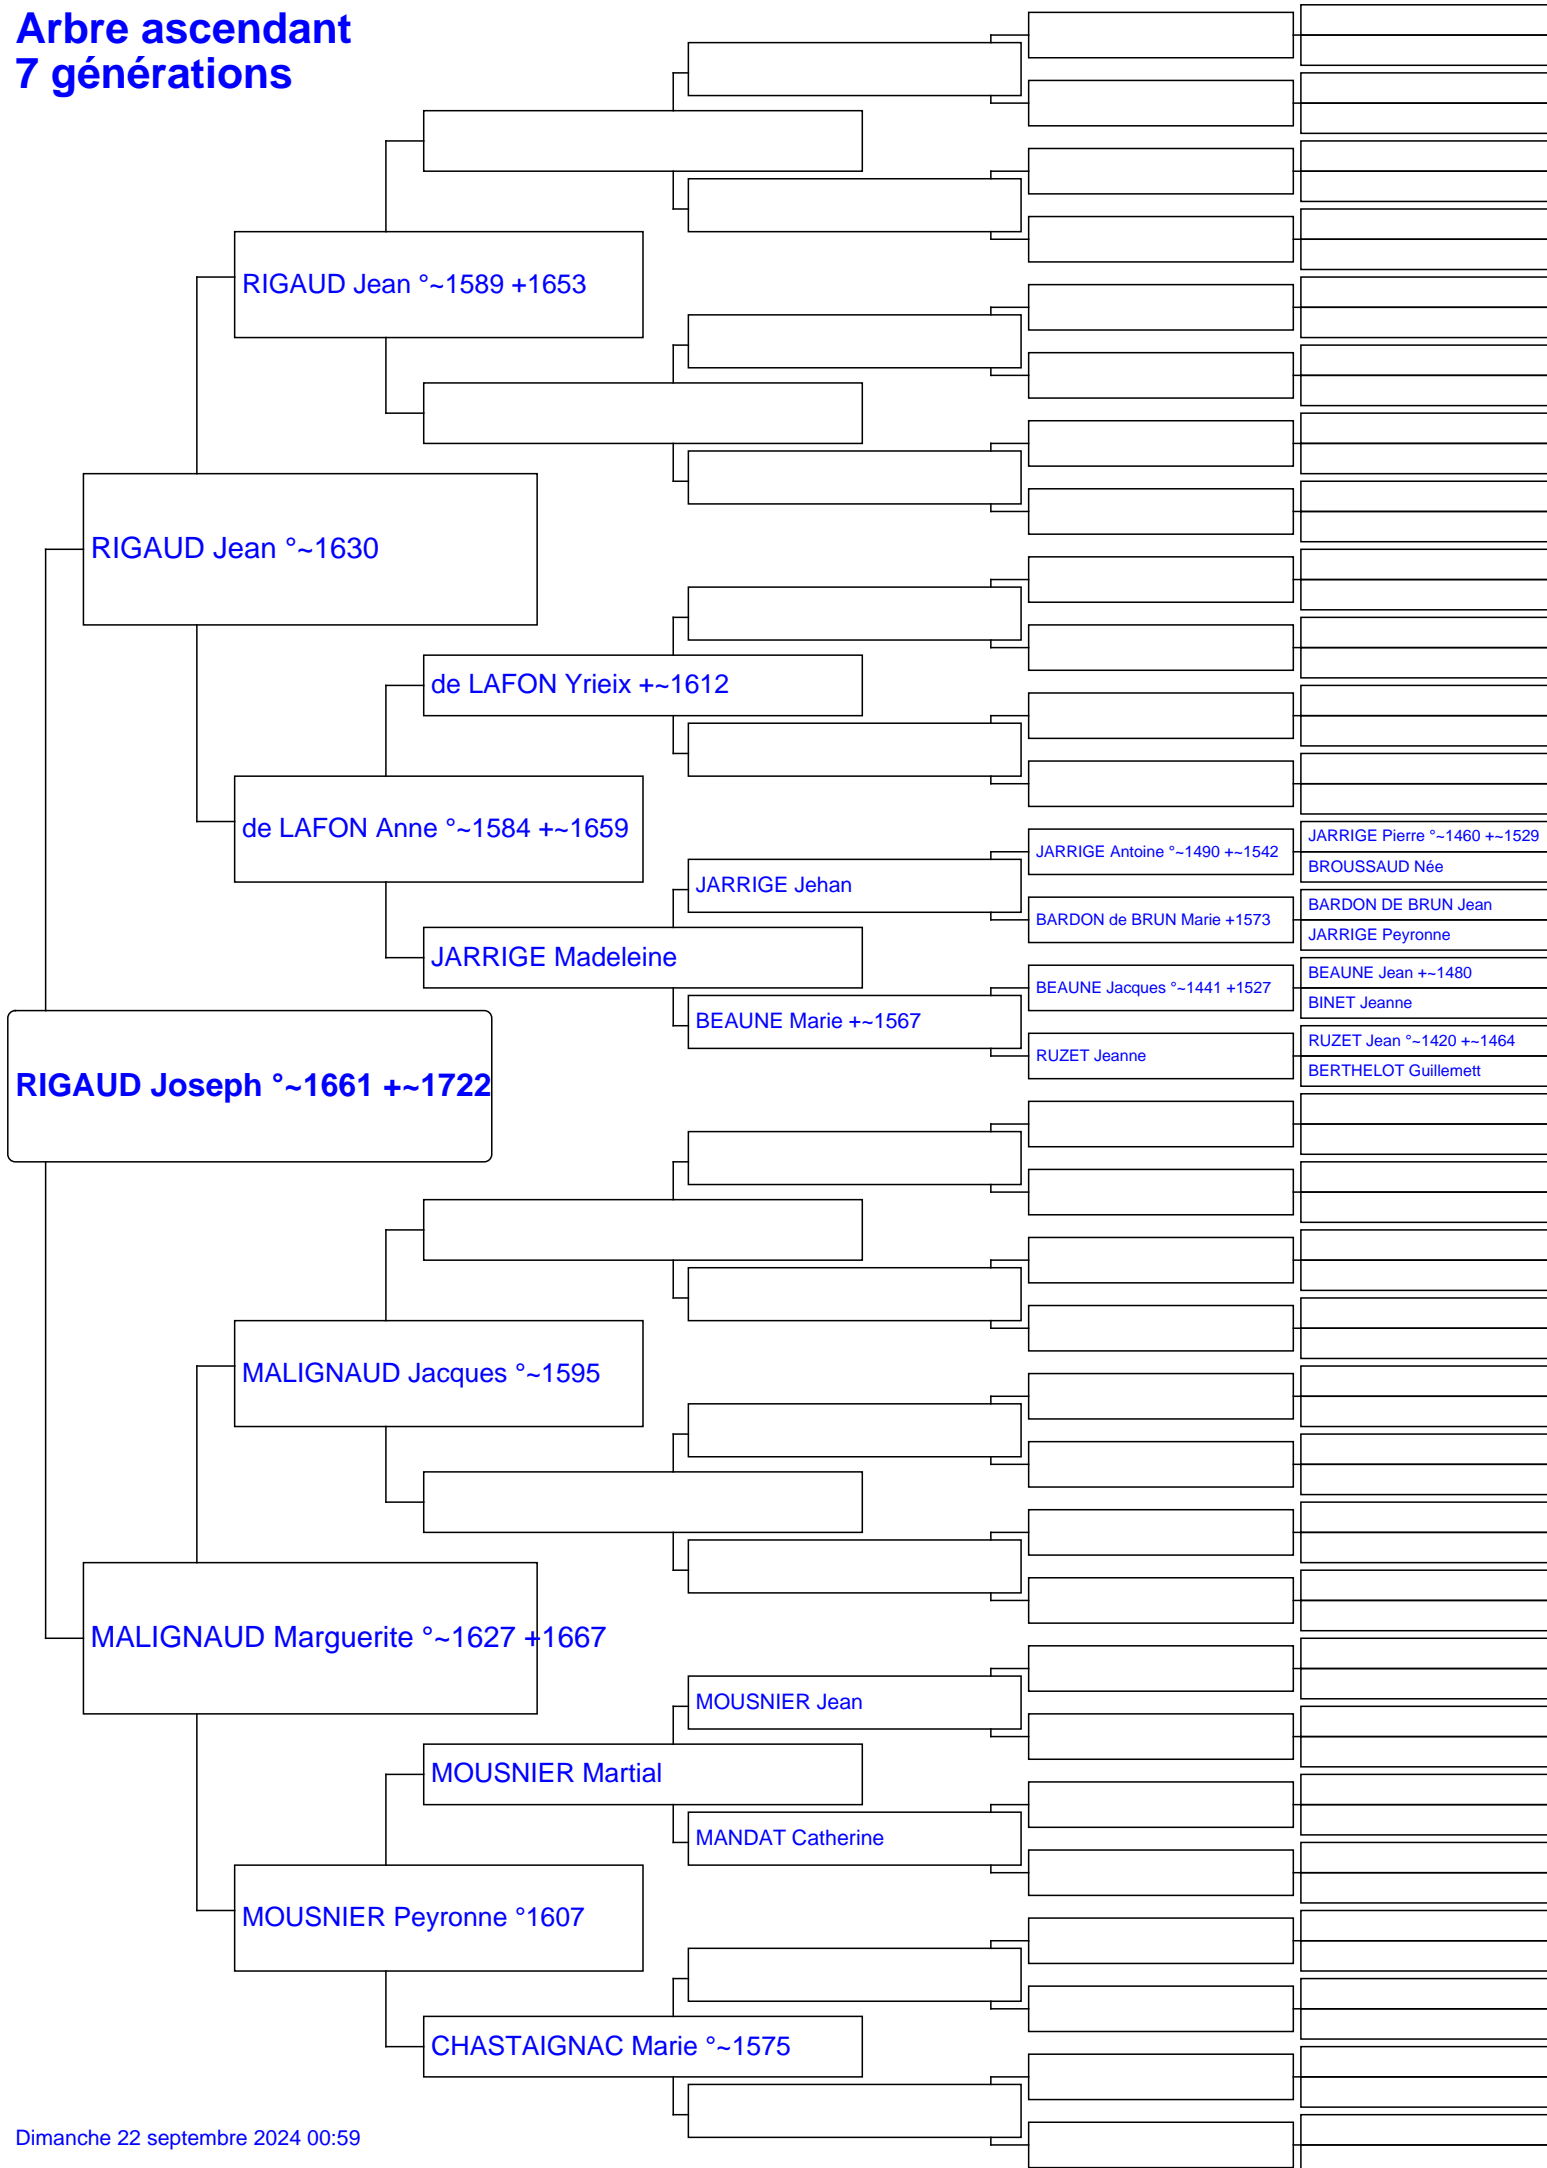 Arbre ascendant
7 générations
RIGAUD Jean °~1589 +1653
RIGAUD Jean °~1630
de LAFON Yrieix +~1612
de LAFON Anne °~1584 +~1659
JARRIGE Pierre °~1460 +~1529
JARRIGE Antoine °~1490 +~1542
BROUSSAUD Née
JARRIGE Jehan
BARDON DE BRUN Jean
BARDON de BRUN Marie +1573
JARRIGE Peyronne
JARRIGE Madeleine
BEAUNE Jean +~1480
BEAUNE Jacques °~1441 +1527
BINET Jeanne
BEAUNE Marie +~1567
RUZET Jean °~1420 +~1464
RUZET Jeanne
BERTHELOT Guillemett
RIGAUD Joseph °~1661 +~1722
MALIGNAUD Jacques °~1595
MALIGNAUD Marguerite °~1627 +1667
MOUSNIER Jean
MOUSNIER Martial
MANDAT Catherine
MOUSNIER Peyronne °1607
CHASTAIGNAC Marie °~1575
Dimanche 22 septembre 2024 00:59